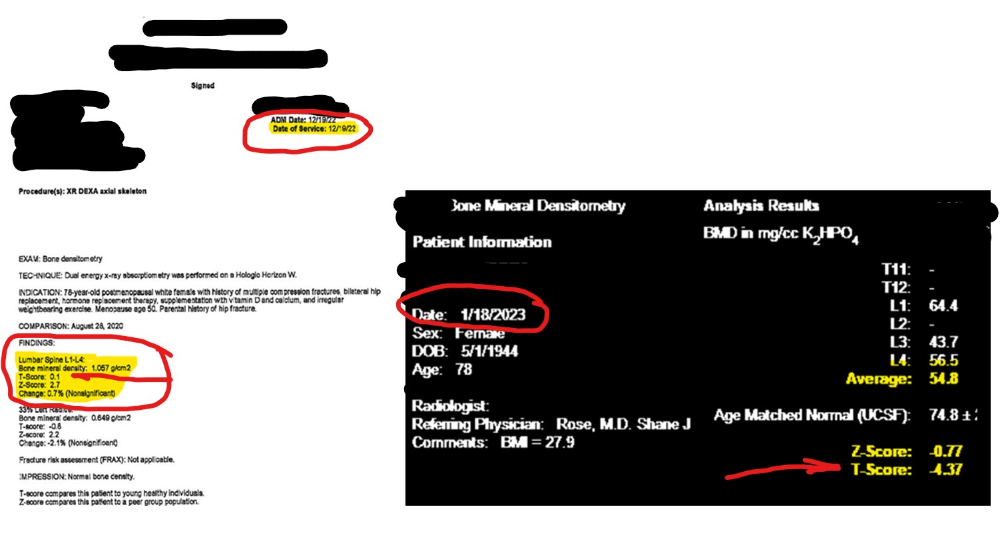 Signed
ADM Date: 12/19/22
Date of Service: 12/19/22
Procedure(s): XR DEXA axial skeleton
EXAM: Bone densitometry
TECHNIQUE: Dual energy x-ray absorptiometry was performed on a Hologic Horizon W.
INDICATION: 78-year-old postmenopausal white female with history of multiple compression fractures, bilateral hip
replacement, hormone replacement therapy, supplementation with vitamin D and calcium, and irregular
weightbearing exercise. Menopause age 50. Parental history of hip fracture.
COMPARISON: August 28, 2020
FINDINGS:
Lumbar Spine L1-L4:
Bone mineral density: 1.057 g/cm2
T-Score: 0.1
Z-Score: 2.7
Change: 0.7% (Nonsignificant)
33% Left Radius:
Bone mineral density: 0.649 g/cm2
T-score: -0.6
Z-score: 2.2
Change: -2.1% (Nonsignificant)
Fracture risk assessment (FRAX): Not applicable.
IMPRESSION: Normal bone density.
T-score compares this patient to young healthy individuals.
Z-score compares this patient to a peer group population.
Bone Mineral Densitometry
Patient Information
Date: 1/18/2023
Sex: Female
DOB: 5/1/1944
Age: 78
Radiologist:
Referring Physician: Rose, M.D. Shane J
Comments: BMI = 27.9
Analysis Results
BMD in mg/cc K2HPO4
T11: -
T12: -
L1: 64.4
L2: -
L3: 43.7
L4: 56.5
Average: 54.8
Age Matched Normal (UCSF): 74.8 ±
Z-Score: -0.77
T-Score: -4.37